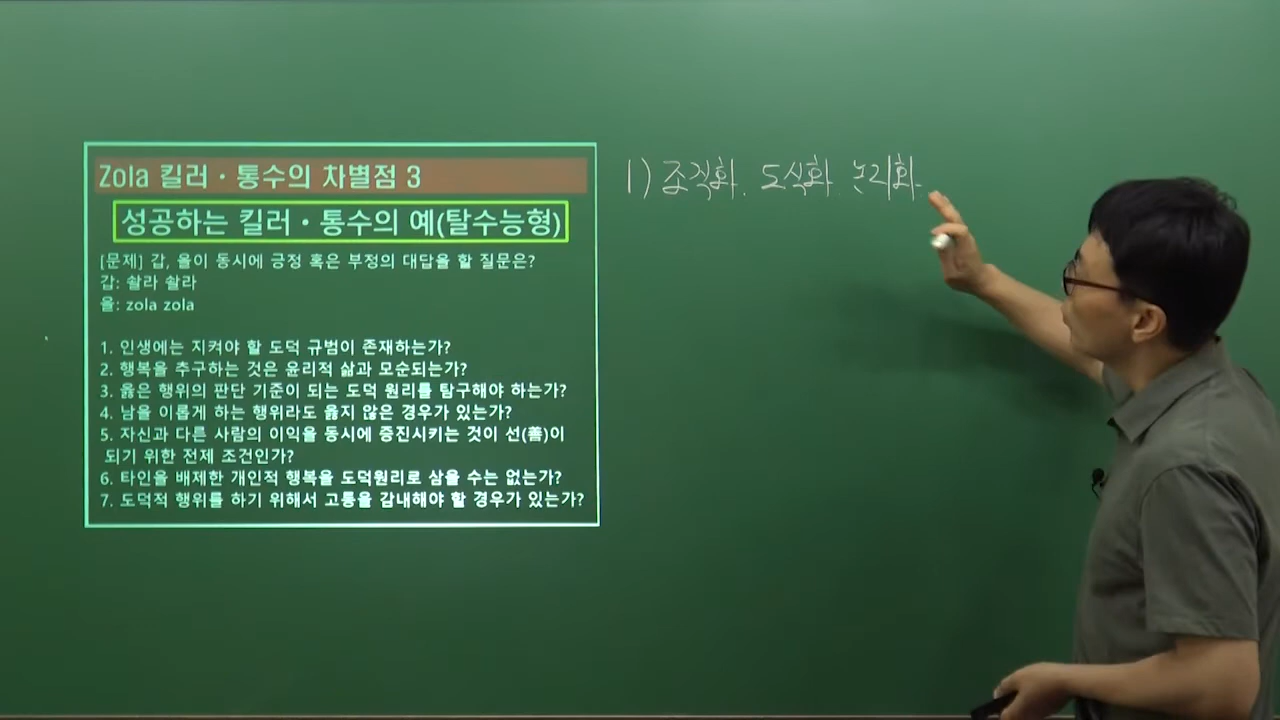 Zola 킬러・통수의 차별점 3
성공하는 킬러・통수의 예(탈수능형)
[문제] 갑, 을이 동시에 긍정 혹은 부정의 대답을 할 질문은?
갑: 솰라 솰라
을: zola zola
1. 인생에는 지켜야 할 도덕 규범이 존재하는가?
2. 행복을 추구하는 것은 윤리적 삶과 모순되는가?
3. 옳은 행위의 판단 기준이 되는 도덕 원리를 탐구해야 하는가?
4. 남을 이롭게 하는 행위라도 옳지 않은 경우가 있는가?
5. 자신과 다른 사람의 이익을 동시에 증진시키는 것이 선(善)이
되기 위한 전제 조건인가?
6. 타인을 배제한 개인적 행복을 도덕원리로 삼을 수는 없는가?
7. 도덕적 행위를 하기 위해서 고통을 감내해야 할 경우가 있는가?
1) 조직화. 도식화 논리화.